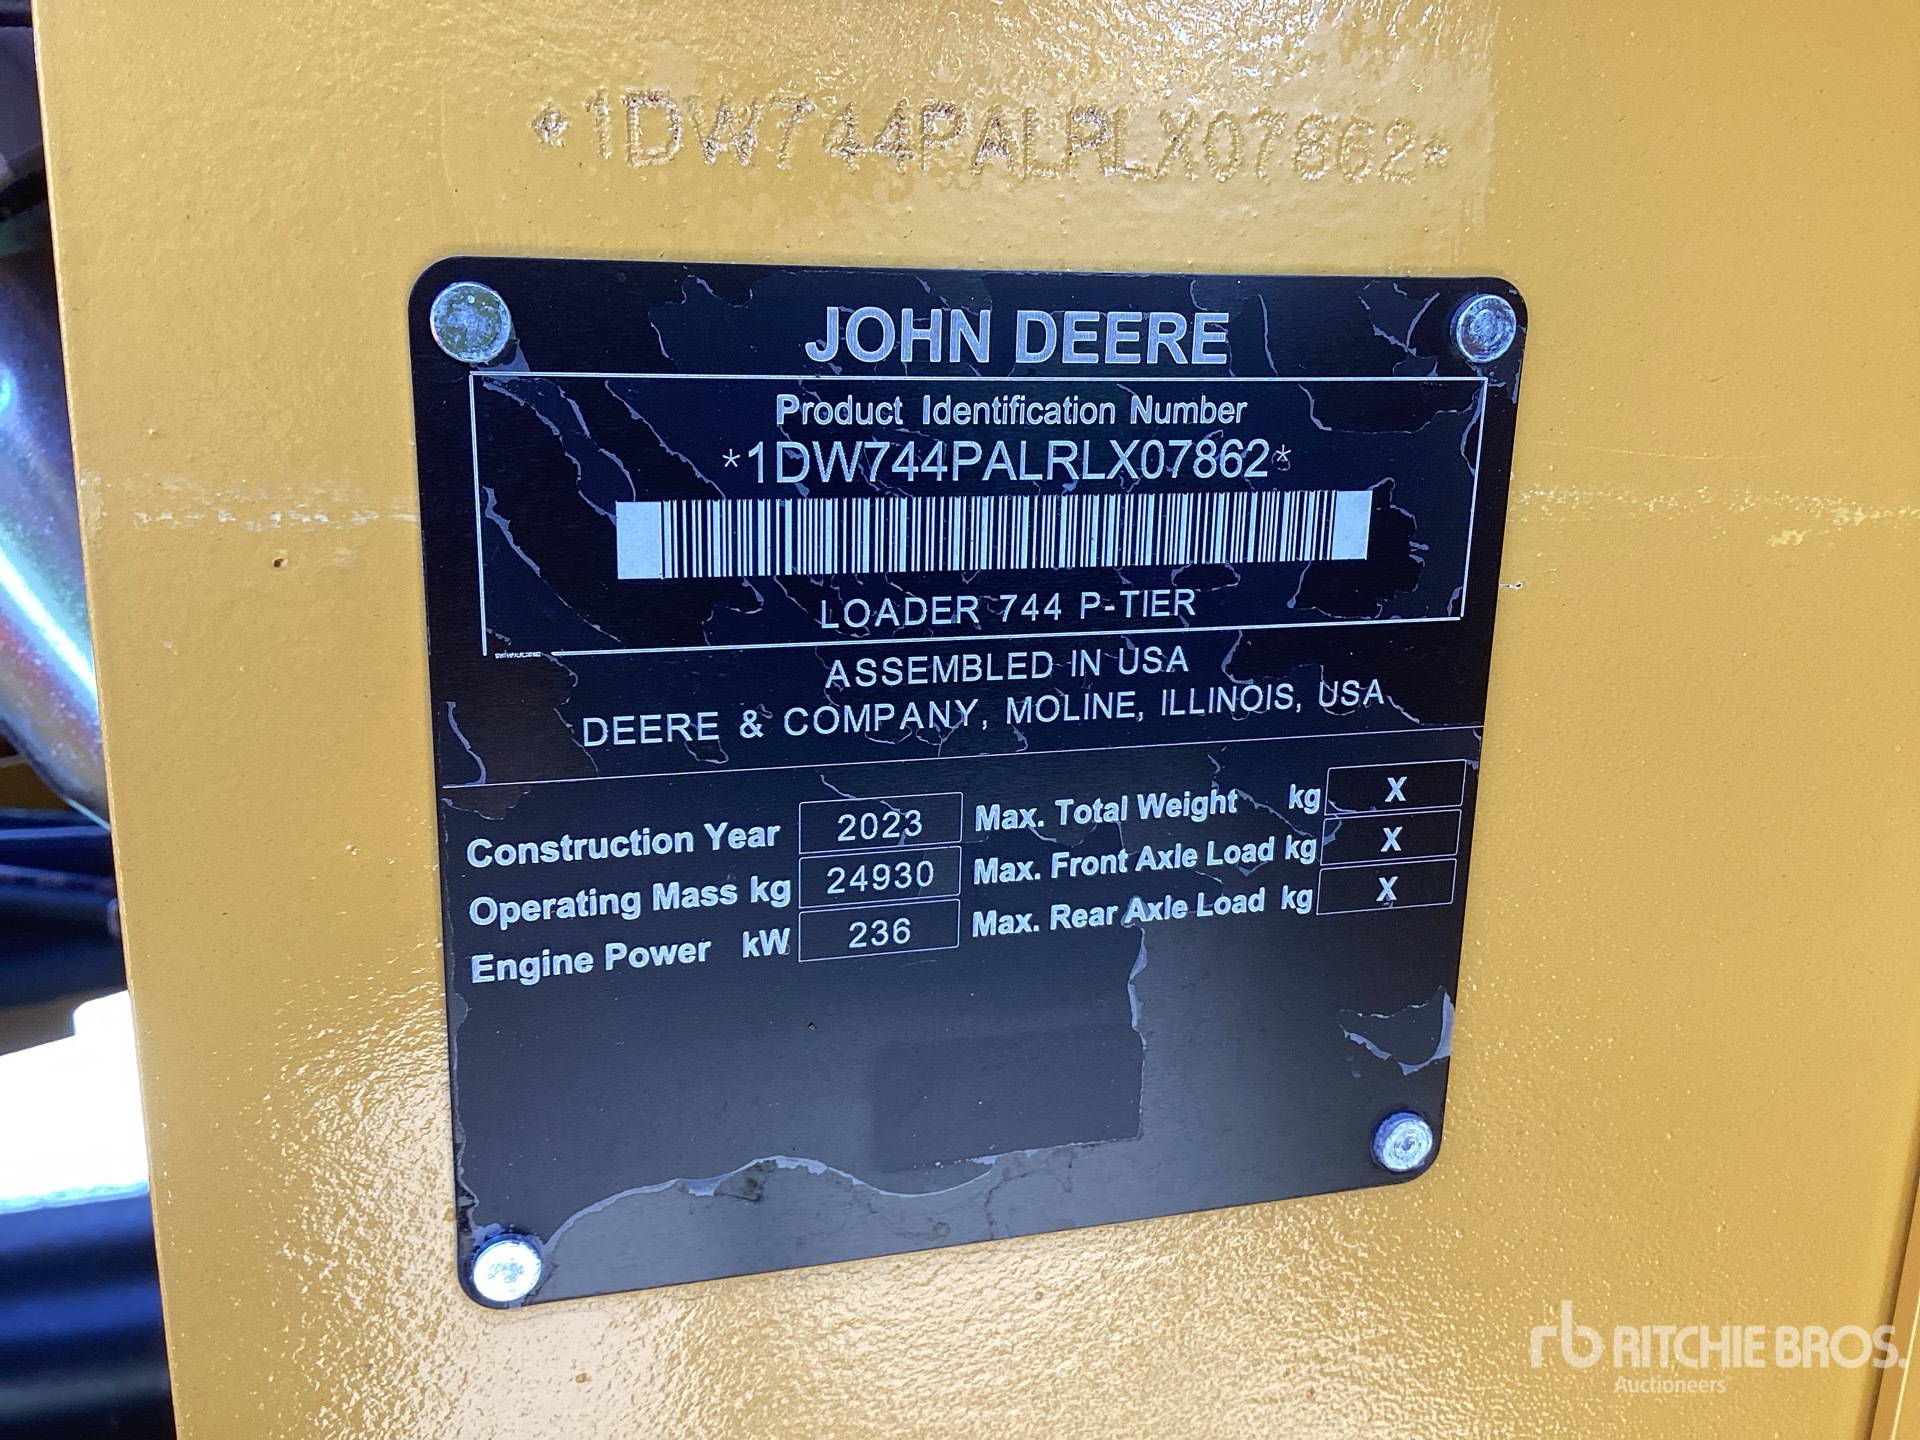 *1DW744PALRLX07862*
JOHN DEERE
Product Identification Number
*1DW744PALRLX07862*
LOADER 744 P-TIER
ASSEMBLED IN USA
DEERE & COMPANY, MOLINE, ILLINOIS, USA
Construction Year 2023 Max. Total Weight kg X
Operating Mass kg 24930 Max. Front Axle Load kg X
Engine Power kW 236 Max. Rear Axle Load kg X
rb RITCHIE BROS.
Auctioneers